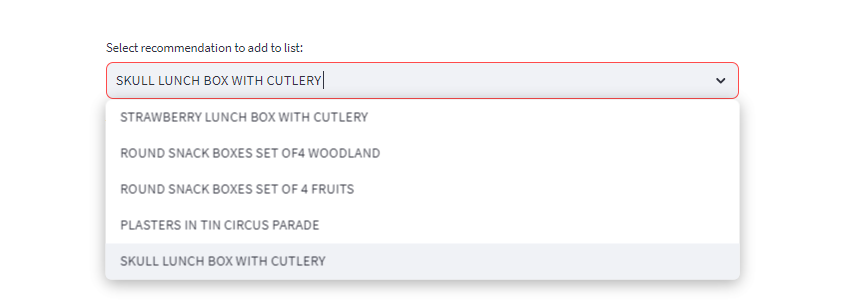 Select recommendation to add to list:
SKULL LUNCH BOX WITH CUTLERY
STRAWBERRY LUNCH BOX WITH CUTLERY
ROUND SNACK BOXES SET OF4 WOODLAND
ROUND SNACK BOXES SET OF 4 FRUITS
PLASTERS IN TIN CIRCUS PARADE
SKULL LUNCH BOX WITH CUTLERY